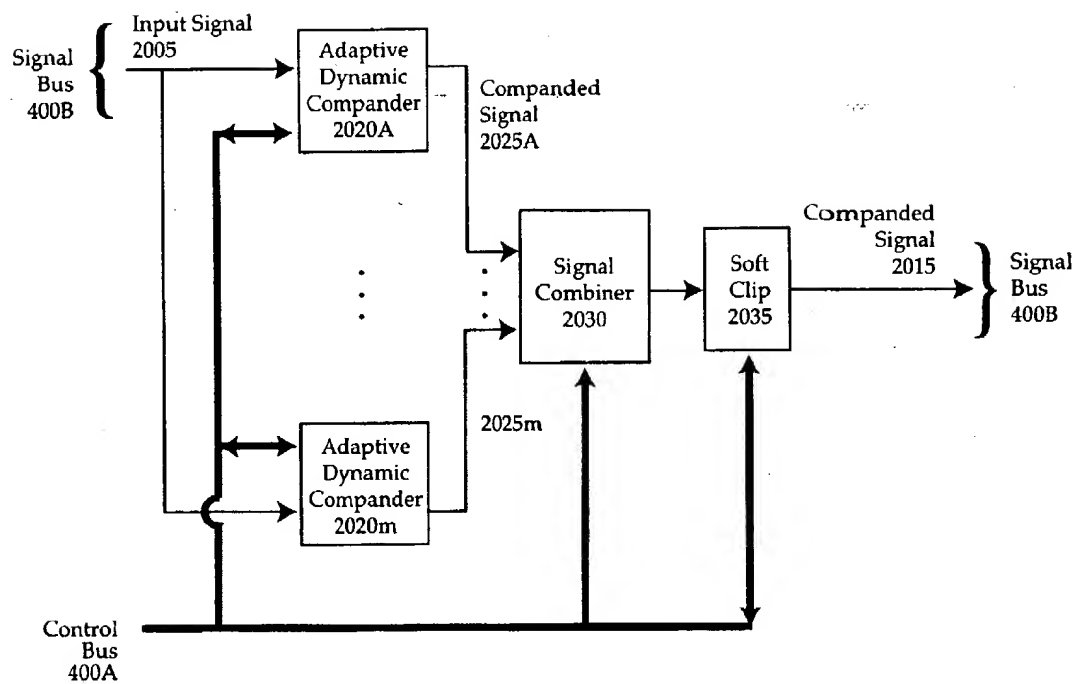 Input Signal
2005
Signal
Bus
400B
Adaptive
Dynamic
Compander
2020A
Companded
Signal
2025A
Signal
Combiner
2030
Soft
Clip
2035
Companded
Signal
2015
Signal
Bus
400B
2025m
Adaptive
Dynamic
Compander
2020m
Control
Bus
400A